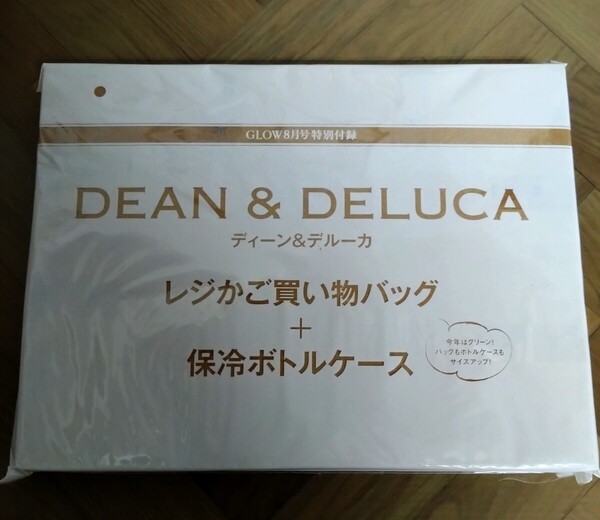 GLOW8月号特別付録
DEAN & DELUCA
ディーン&デルーカ
レジかご買い物バッグ
+
保冷ボトルケース
今年はグリーン!
バッグもボトルケースも
サイズアップ!